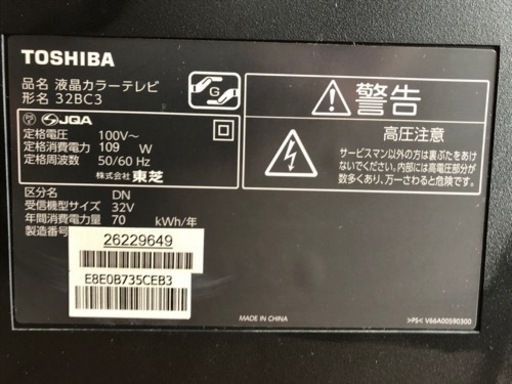 TOSHIBA
品名 液晶カラーテレビ
形名 32BC3
G
JQA
定格電圧 100V~
定格消費電力 109 W
定格周波数 50/60 Hz
株式会社 東芝
区分名 DN
受信機型サイズ 32V
年間消費電力量 70 kWh/年
製造番号
26229649
E8E0B735CEB3
警告
高圧注意
サービスマン以外の方は裏ぶたをあけ
ないでください。内部には高電圧部分が
数多くあり、万一さわると危険です。
MADE IN CHINA
>PS< V66A00590300